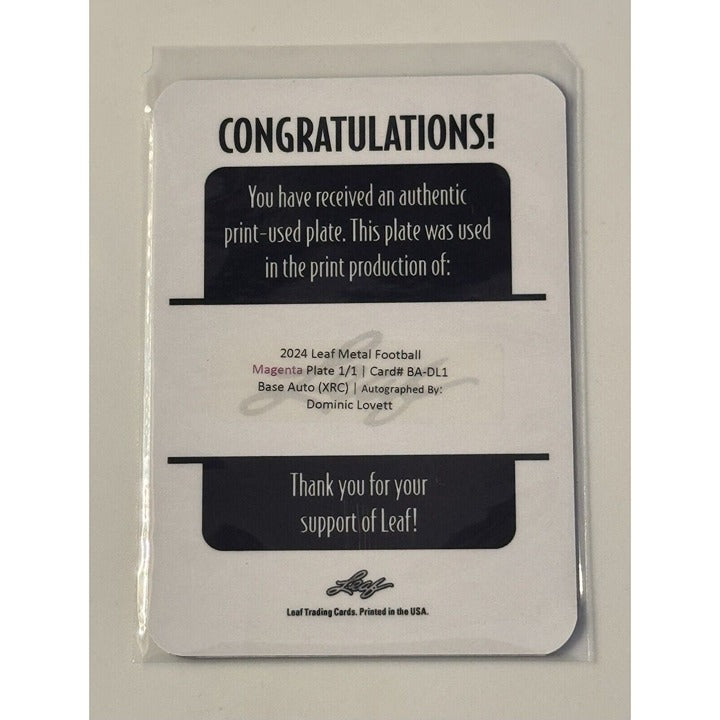 CONGRATULATIONS!
You have received an authentic
print-used plate. This plate was used
in the print production of:
2024 Leaf Metal Football
Magenta Plate 1/1 | Card# BA-DL1
Base Auto (XRC) | Autographed By:
Dominic Lovett
Thank you for your
support of Leaf!
Leaf
Leaf Trading Cards. Printed in the USA.